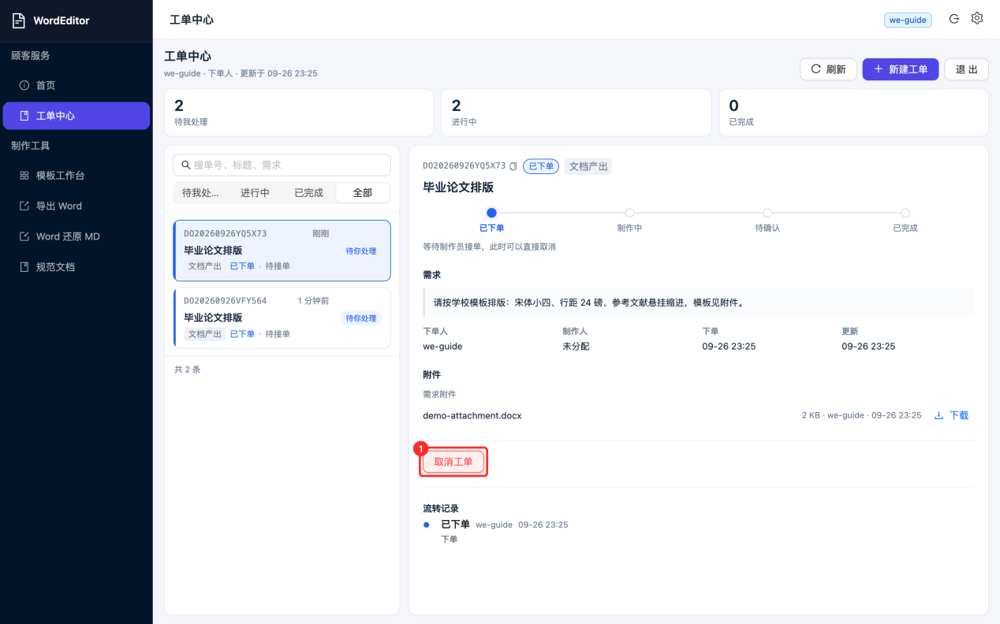 WordEditor
顾客服务
首页
工单中心
制作工具
模板工作台
导出 Word
Word 还原 MD
规范文档
工单中心
we-guide
工单中心
we-guide · 下单人 · 更新于 09-26 23:25
刷新
新建工单
退 出
2
待我处理
2
进行中
0
已完成
搜单号、标题、需求
待我处...
进行中
已完成
全部
DO20260926YQ5X73
刚刚
毕业论文排版
待你处理
文档产出 已下单 · 待接单
DO20260926VFY564
1 分钟前
毕业论文排版
待你处理
文档产出 已下单 · 待接单
共 2 条
DO20260926YQ5X73 已下单 文档产出
毕业论文排版
已下单
制作中
待确认
已完成
等待制作员接单，此时可以直接取消
需求
请按学校模板排版：宋体小四、行距 24 磅、参考文献悬挂缩进，模板见附件。
下单人
制作人
下单
更新
we-guide
未分配
09-26 23:25
09-26 23:25
附件
需求附件
demo-attachment.docx
2 KB · we-guide · 09-26 23:25
下载
1
取消工单
流转记录
已下单 we-guide 09-26 23:25
下单